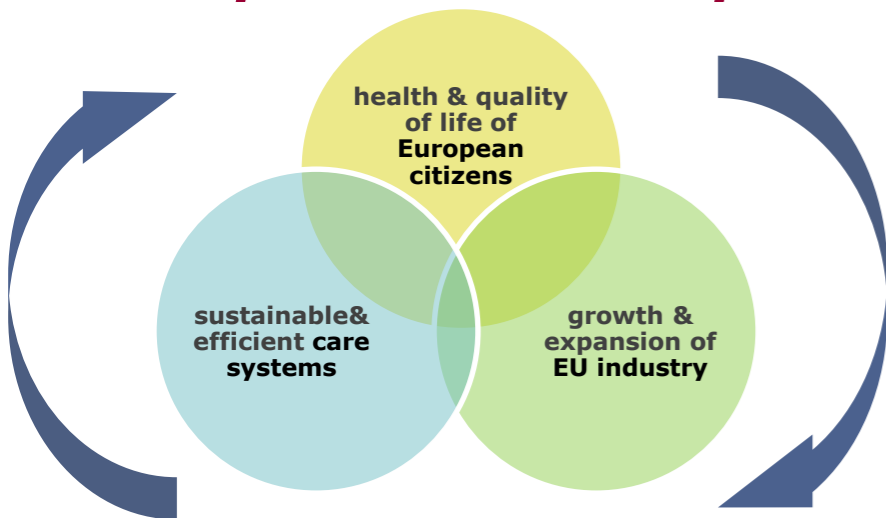 health & quality
of life of
European
citizens
sustainable&
efficient care
systems
growth &
expansion of
EU industry